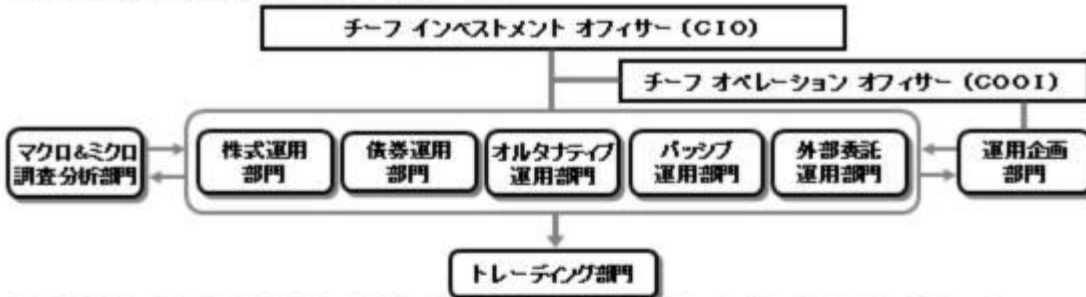 チーフ インベストメント オフィサー (CIO)
チーフ オペレーション オフィサー (COOI)
マクロ&ミクロ
調査分析部門
株式運用
部門
債券運用
部門
オルタナティブ
運用部門
パッシブ
運用部門
外部委託
運用部門
運用企画
部門
トレーディング部門